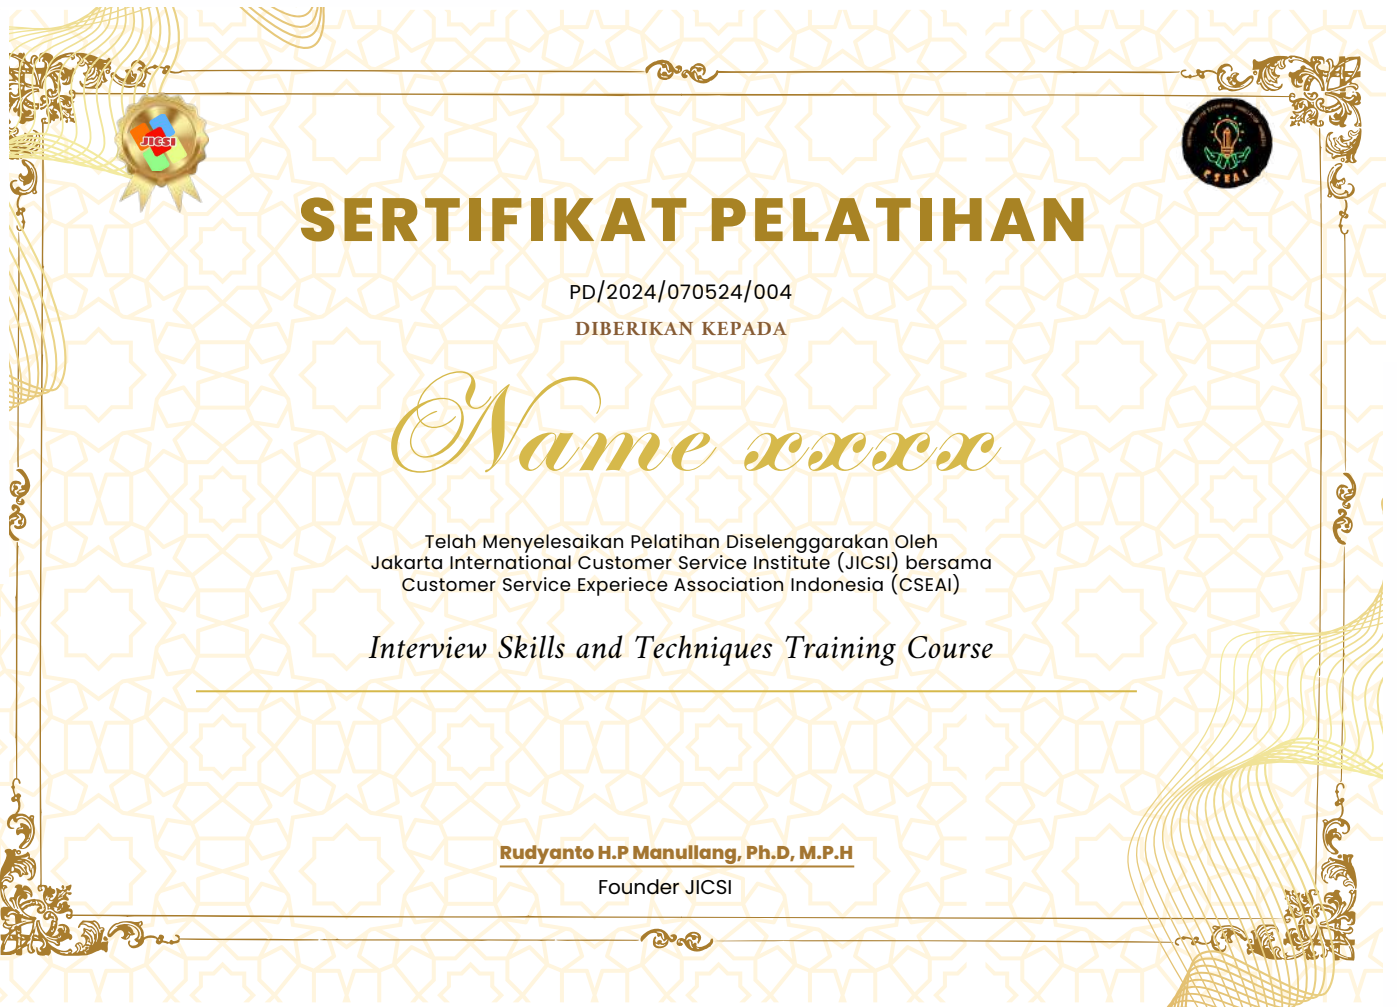 JICSI
CSEAI
SERTIFIKAT PELATIHAN
PD/2024/070524/004
DIBERIKAN KEPADA
Name xxxx
Telah Menyelesaikan Pelatihan Diselenggarakan Oleh
Jakarta International Customer Service Institute (JICSI) bersama
Customer Service Experiece Association Indonesia (CSEAI)
Interview Skills and Techniques Training Course
Rudyanto H.P Manullang, Ph.D, M.P.H
Founder JICSI